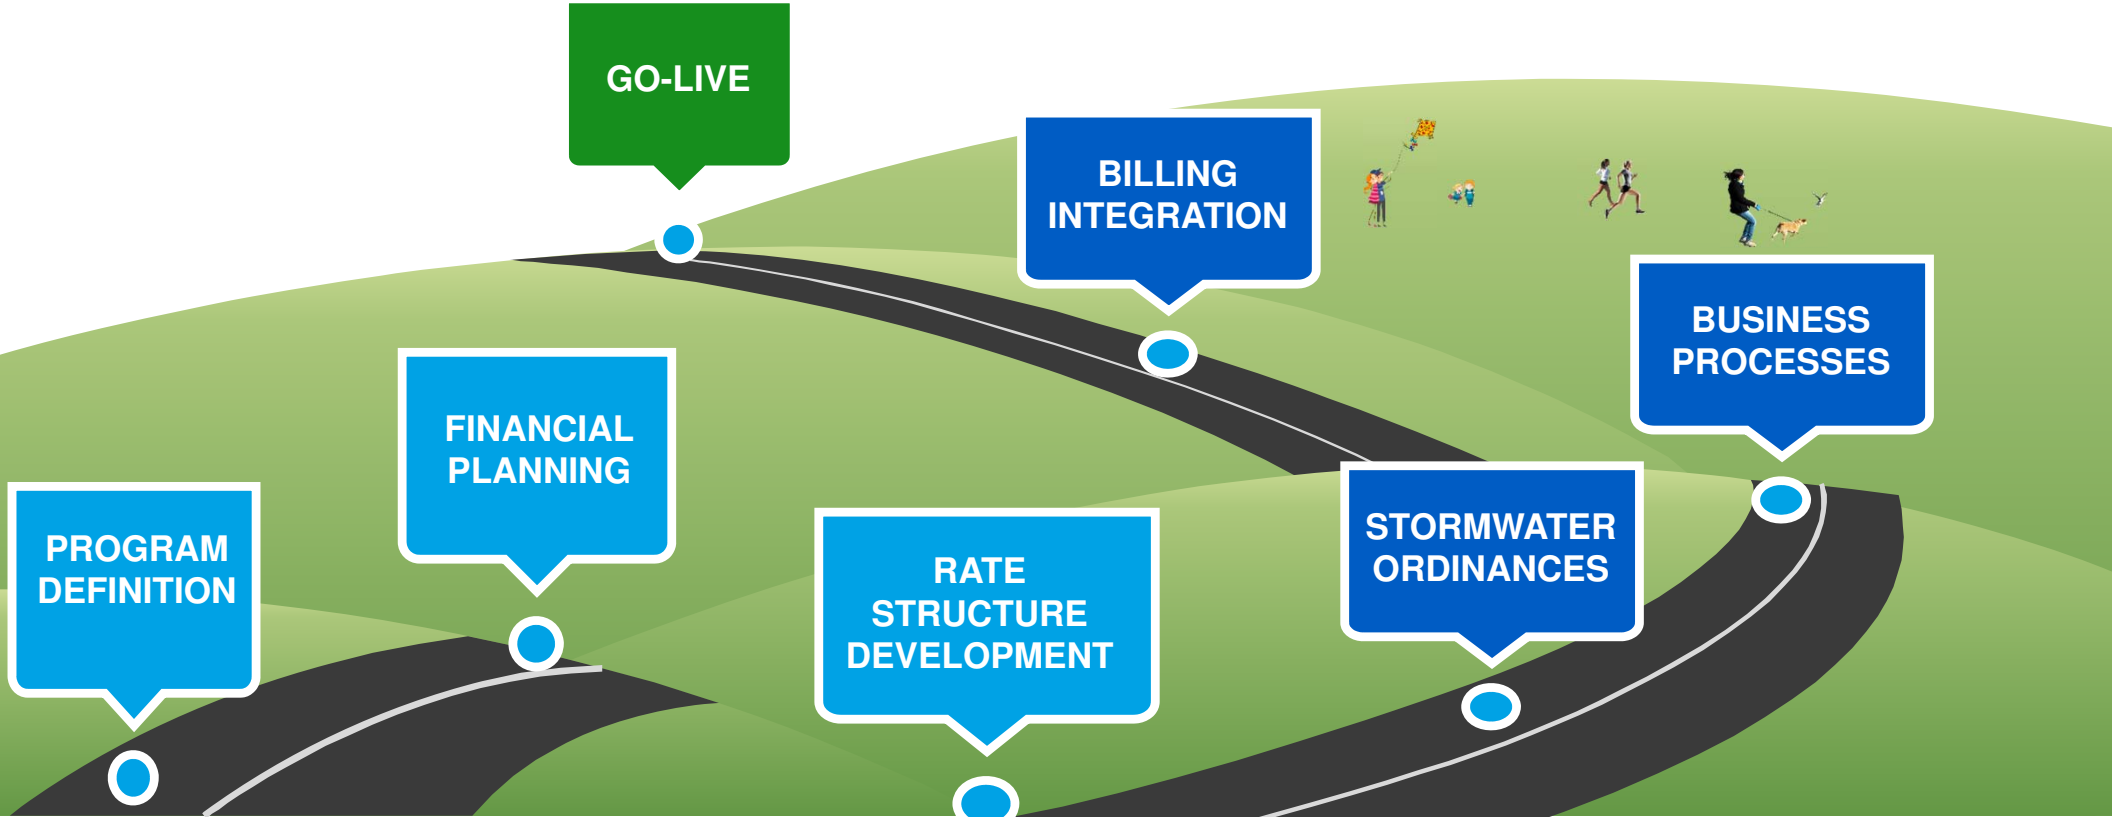 GO-LIVE
BILLING
INTEGRATION
BUSINESS
PROCESSES
FINANCIAL
PLANNING
PROGRAM
DEFINITION
RATE
STRUCTURE
DEVELOPMENT
STORMWATER
ORDINANCES